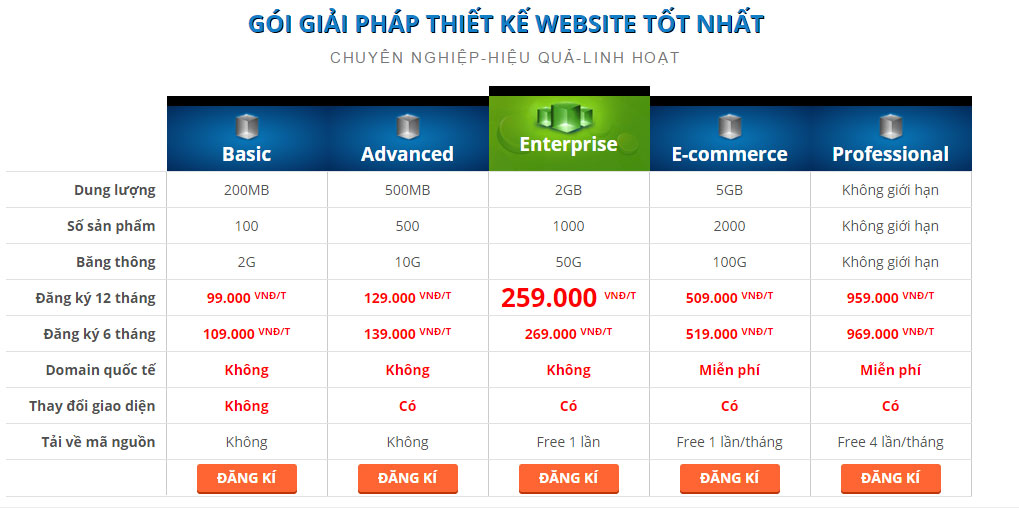 GÓI GIẢI PHÁP THIẾT KẾ WEBSITE TỐT NHẤT
CHUYÊN NGHIỆP-HIỆU QUẢ-LINH HOẠT
Basic Advanced Enterprise E-commerce Professional
Dung lượng 200MB 500MB 2GB 5GB Không giới hạn
Số sản phẩm 100 500 1000 2000 Không giới hạn
Băng thông 2G 10G 50G 100G Không giới hạn
Đăng ký 12 tháng 99.000 VNĐ/T 129.000 VNĐ/T 259.000 VNĐ/T 509.000 VNĐ/T 959.000 VNĐ/T
Đăng ký 6 tháng 109.000 VNĐ/T 139.000 VNĐ/T 269.000 VNĐ/T 519.000 VNĐ/T 969.000 VNĐ/T
Domain quốc tế Không Không Không Miễn phí Miễn phí
Thay đổi giao diện Không Có Có Có Có
Tải về mã nguồn Không Không Free 1 lần Free 1 lần/tháng Free 4 lần/tháng
ĐĂNG KÍ ĐĂNG KÍ ĐĂNG KÍ ĐĂNG KÍ ĐĂNG KÍ